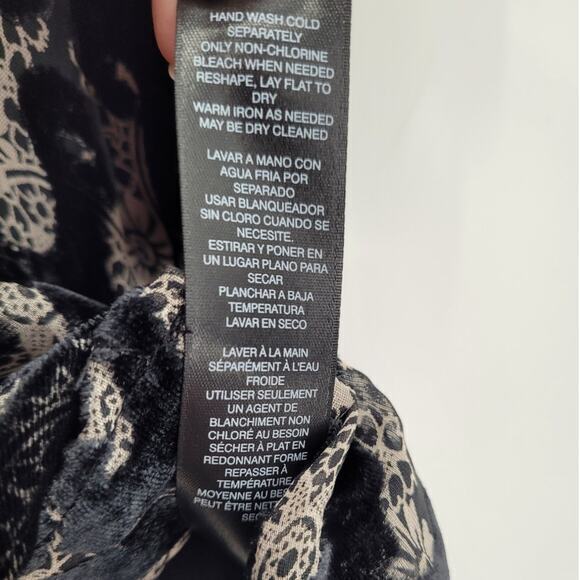 HAND WASH COLD
SEPARATELY
ONLY NON-CHLORINE
BLEACH WHEN NEEDED
RESHAPE, LAY FLAT TO
DRY
WARM IRON AS NEEDED
MAY BE DRY CLEANED
LAVAR A MANO CON
AGUA FRIA POR
SEPARADO
USAR BLANQUEADOR
SIN CLORO CUANDO SE
NECESITE.
ESTIRAR Y PONER EN
UN LUGAR PLANO PARA
SECAR
PLANCHAR A BAJA
TEMPERATURA
LAVAR EN SECO
LAVER À LA MAIN
SÉPARÉMENT À L'EAU
FROIDE
UTILISER SEULEMENT
UN AGENT DE
BLANCHIMENT NON
CHLORÉ AU BESOIN
SÉCHER À PLAT EN
REDONNANT FORME
REPASSER À
TEMPÉRATURE
MOYENNE AU
PEUT ÊTRE